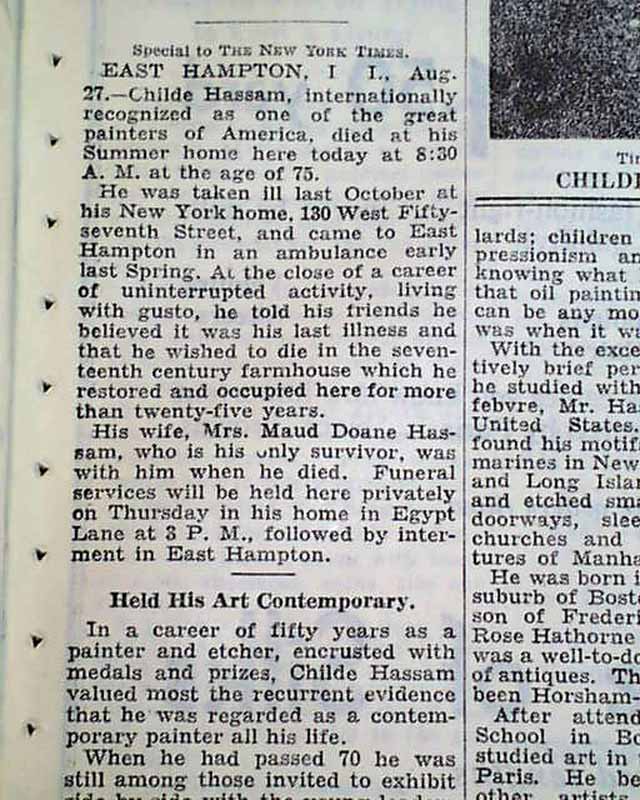 Special to THE NEW YORK TIMES.
EAST HAMPTON, I I., Aug.
27.—Childe Hassam, internationally
recognized as one of the great
painters of America, died at his
Summer home here today at 8:30
A. M. at the age of 75.
He was taken ill last October at
his New York home, 130 West Fifty-
seventh Street, and came to East
Hampton in an ambulance early
last Spring. At the close of a career
of uninterrupted activity, living
with gusto, he told his friends he
believed it was his last illness and
that he wished to die in the seven-
teenth century farmhouse which he
restored and occupied here for more
than twenty-five years.
His wife, Mrs. Maud Doane Has-
sam, who is his only survivor, was
with him when he died. Funeral
services will be held here privately
on Thursday in his home in Egypt
Lane at 3 P. M., followed by inter-
ment in East Hampton.
Held His Art Contemporary.
In a career of fifty years as a
painter and etcher, encrusted with
medals and prizes, Childe Hassam
valued most the recurrent evidence
that he was regarded as a contem-
porary painter all his life.
When he had passed 70 he was
still among those invited to exhibit
side by side with the young
CHILD
lards; children
pressionism an
knowing what
that oil paintin
can be any mo
was when it w
With the exce
tively brief per
he studied with
febvre, Mr. Ha
United States.
found his motif
marines in New
and Long Islan
and etched sma
doorways, slee
churches and
tures of Manha
He was born i
suburb of Bosto
son of Frederi
Rose Hathorne
was a well-to-do
of antiques. Th
been Horsham-
After attend
School in Bo
studied art in
Paris. He be
other artists